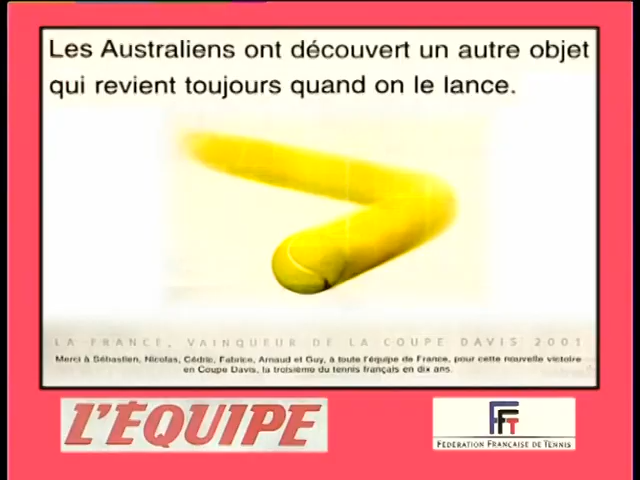 Les Australiens ont découvert un autre objet
qui revient toujours quand on le lance.
LA FRANCE, VAINQUEUR DE LA COUPE DAVIS 2001
Merci à Sébastien, Nicolas, Cédric, Fabrice, Arnaud et Guy, à toute l'équipe de France, pour cette nouvelle victoire
en Coupe Davis, la troisième du tennis français en dix ans.
L'ÉQUIPE
FFT
FÉDÉRATION FRANÇAISE DE TENNIS